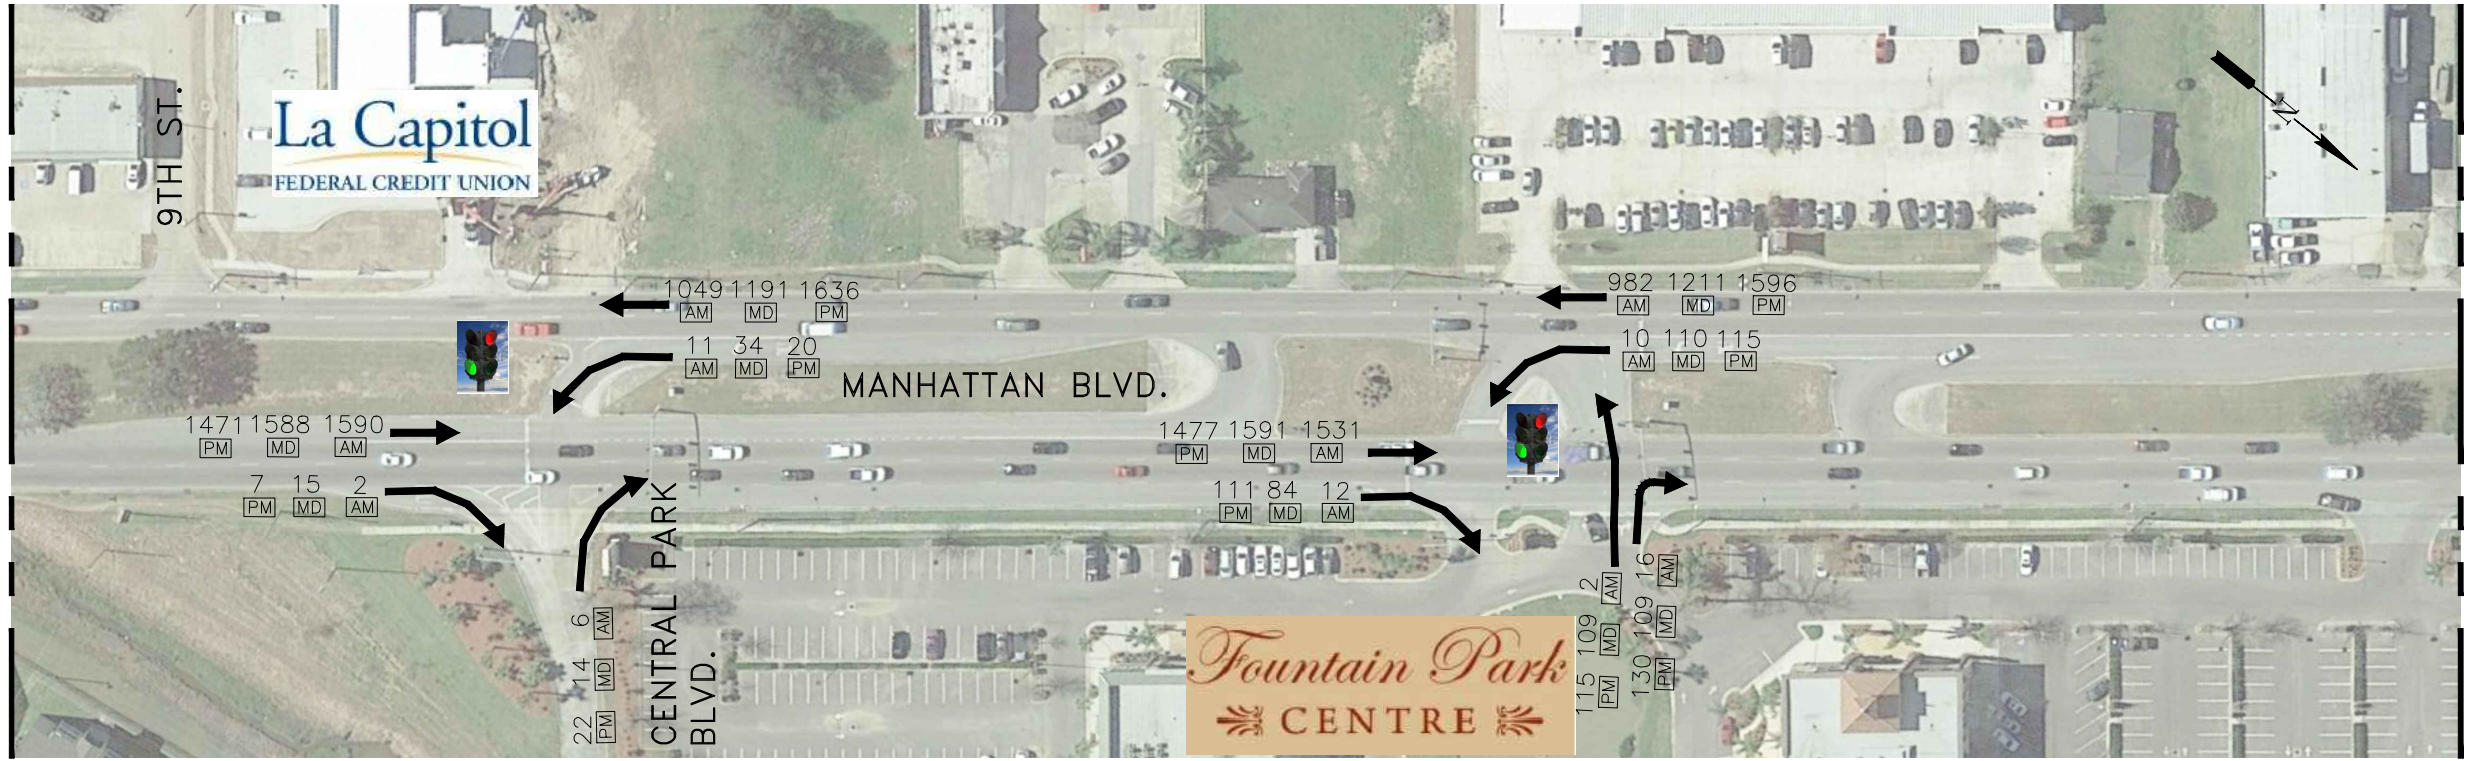 9TH ST.
La Capitol
FEDERAL CREDIT UNION
N
1049 1191 1636
AM MD PM
11 34 20
AM MD PM
982 1211 1596
AM MD PM
10 110 115
AM MD PM
MANHATTAN BLVD.
1471 1588 1590
PM MD AM
7 15 2
PM MD AM
1477 1591 1531
PM MD AM
111 84 12
PM MD AM
22 14 6
PM MD AM
CENTRAL PARK
BLVD.
Fountain Park
CENTRE
115 109 2
PM MD AM
130 109 16
PM MD AM